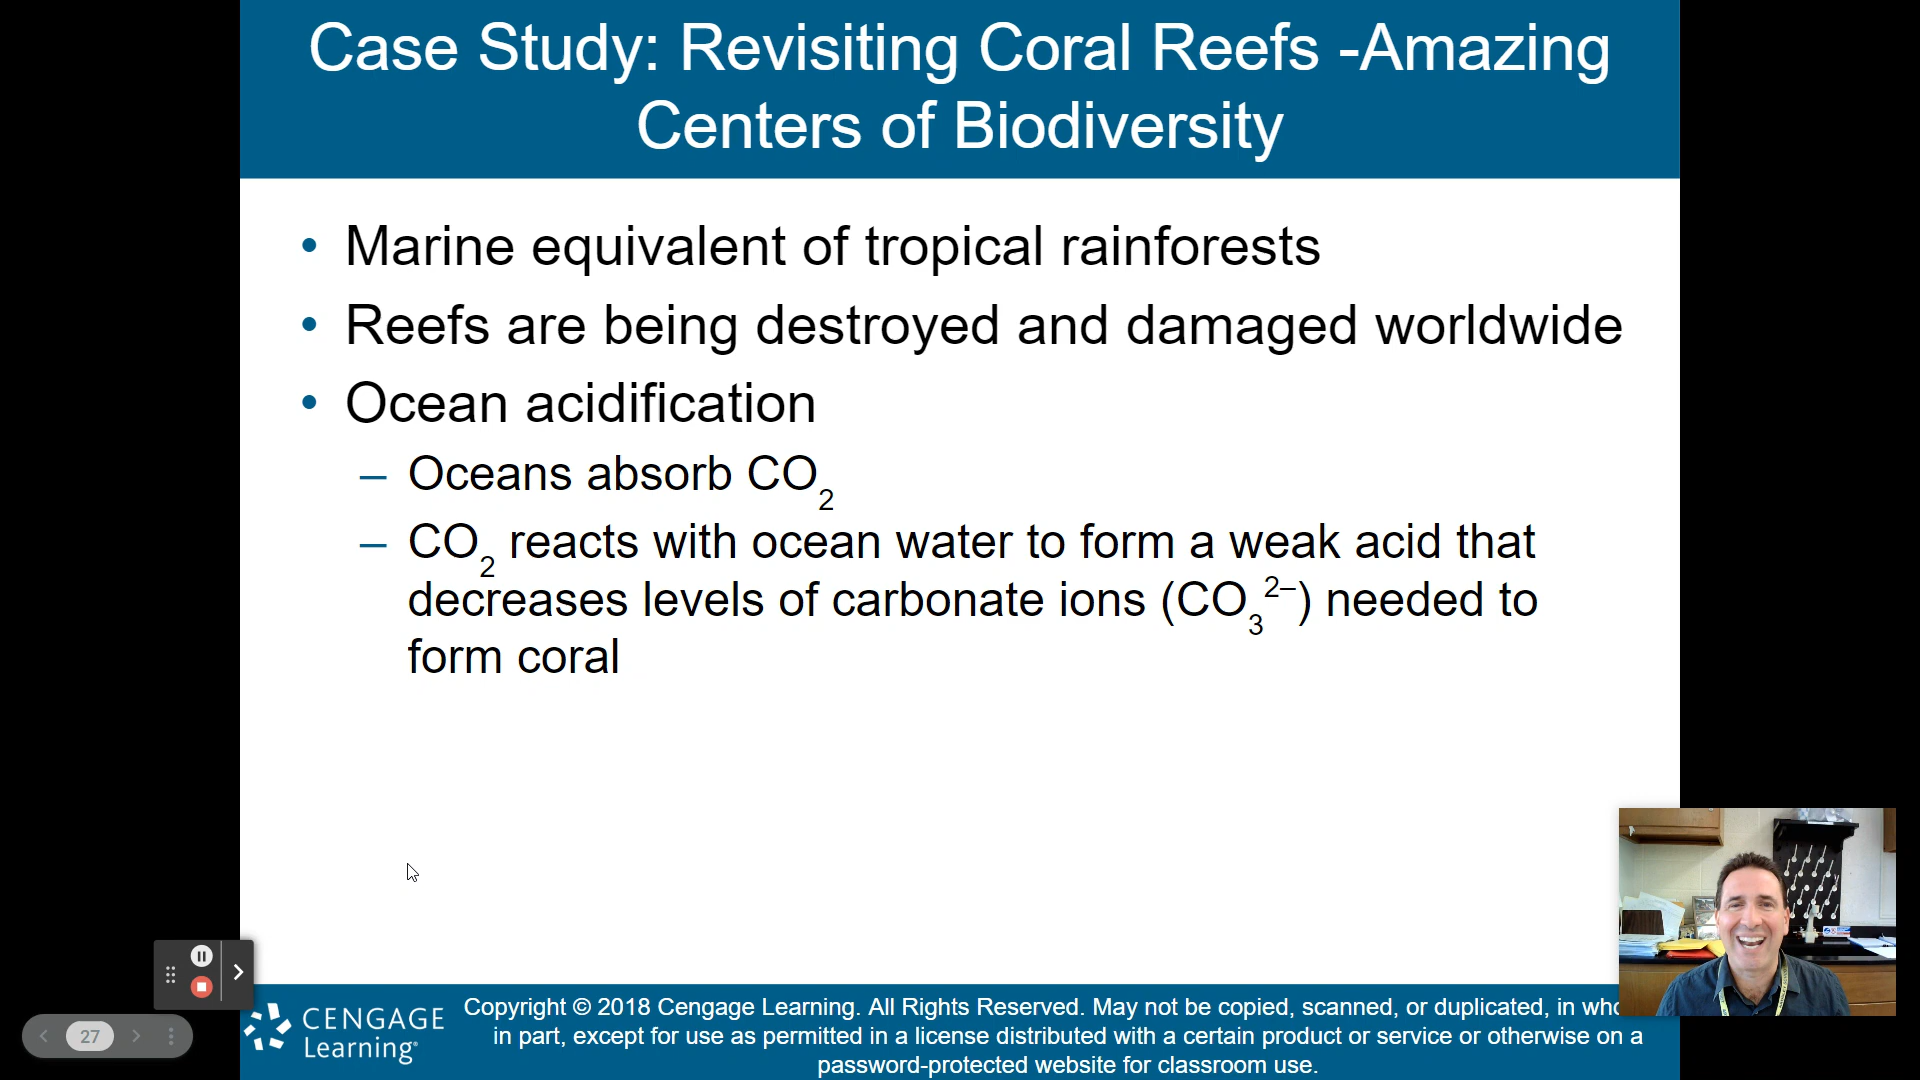 Case Study: Revisiting Coral Reefs -Amazing
Centers of Biodiversity
• Marine equivalent of tropical rainforests
• Reefs are being destroyed and damaged worldwide
• Ocean acidification
– Oceans absorb CO₂
– CO₂ reacts with ocean water to form a weak acid that
decreases levels of carbonate ions (CO₃²⁻) needed to
form coral
27
CENGAGE
Learning®
Copyright © 2018 Cengage Learning. All Rights Reserved. May not be copied, scanned, or duplicated, in
in part, except for use as permitted in a license distributed with a certain product or service or otherwise on a
password-protected website for classroom use.